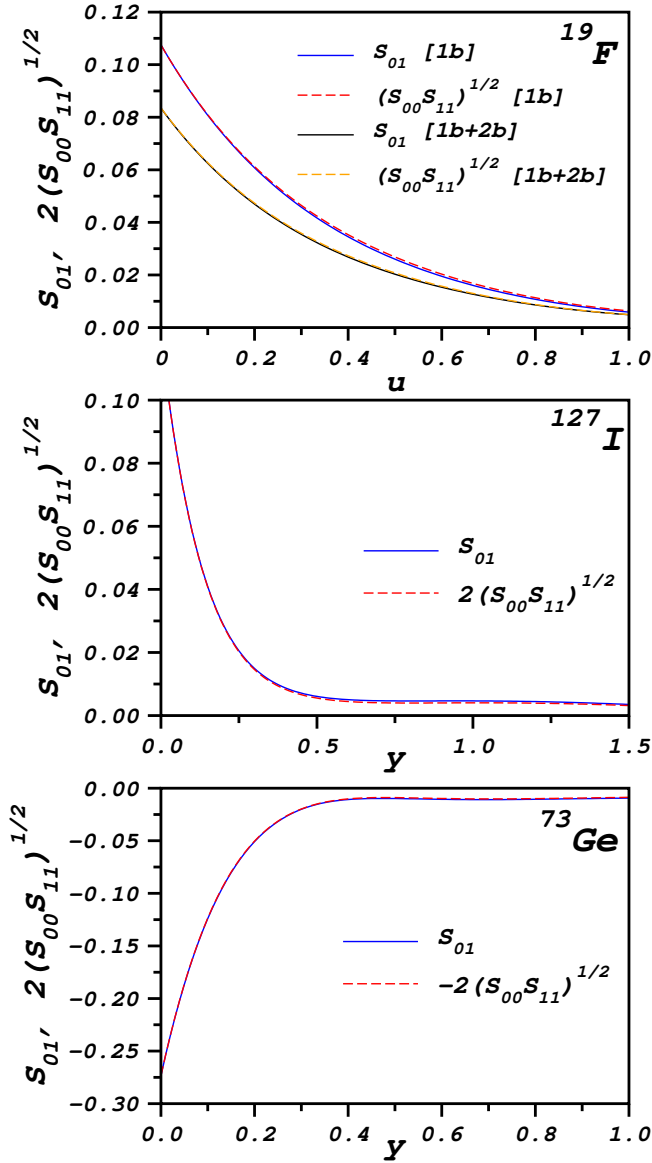 S₀₁, 2(S₀₀S₁₁)^1/2
0.12
0.10
0.08
0.06
0.04
0.02
0.00
¹⁹F
S₀₁ [1b]
(S₀₀S₁₁)^1/2 [1b]
S₀₁ [1b+2b]
(S₀₀S₁₁)^1/2 [1b+2b]
0 0.2 0.4 0.6 0.8 1.0
u
S₀₁, 2(S₀₀S₁₁)^1/2
0.10
0.08
0.06
0.04
0.02
0.00
¹²⁷I
S₀₁
2(S₀₀S₁₁)^1/2
0.0 0.5 1.0 1.5
y
S₀₁, 2(S₀₀S₁₁)^1/2
0.00
−0.05
−0.10
−0.15
−0.20
−0.25
−0.30
⁷³Ge
S₀₁
−2(S₀₀S₁₁)^1/2
0.0 0.2 0.4 0.6 0.8 1.0
y